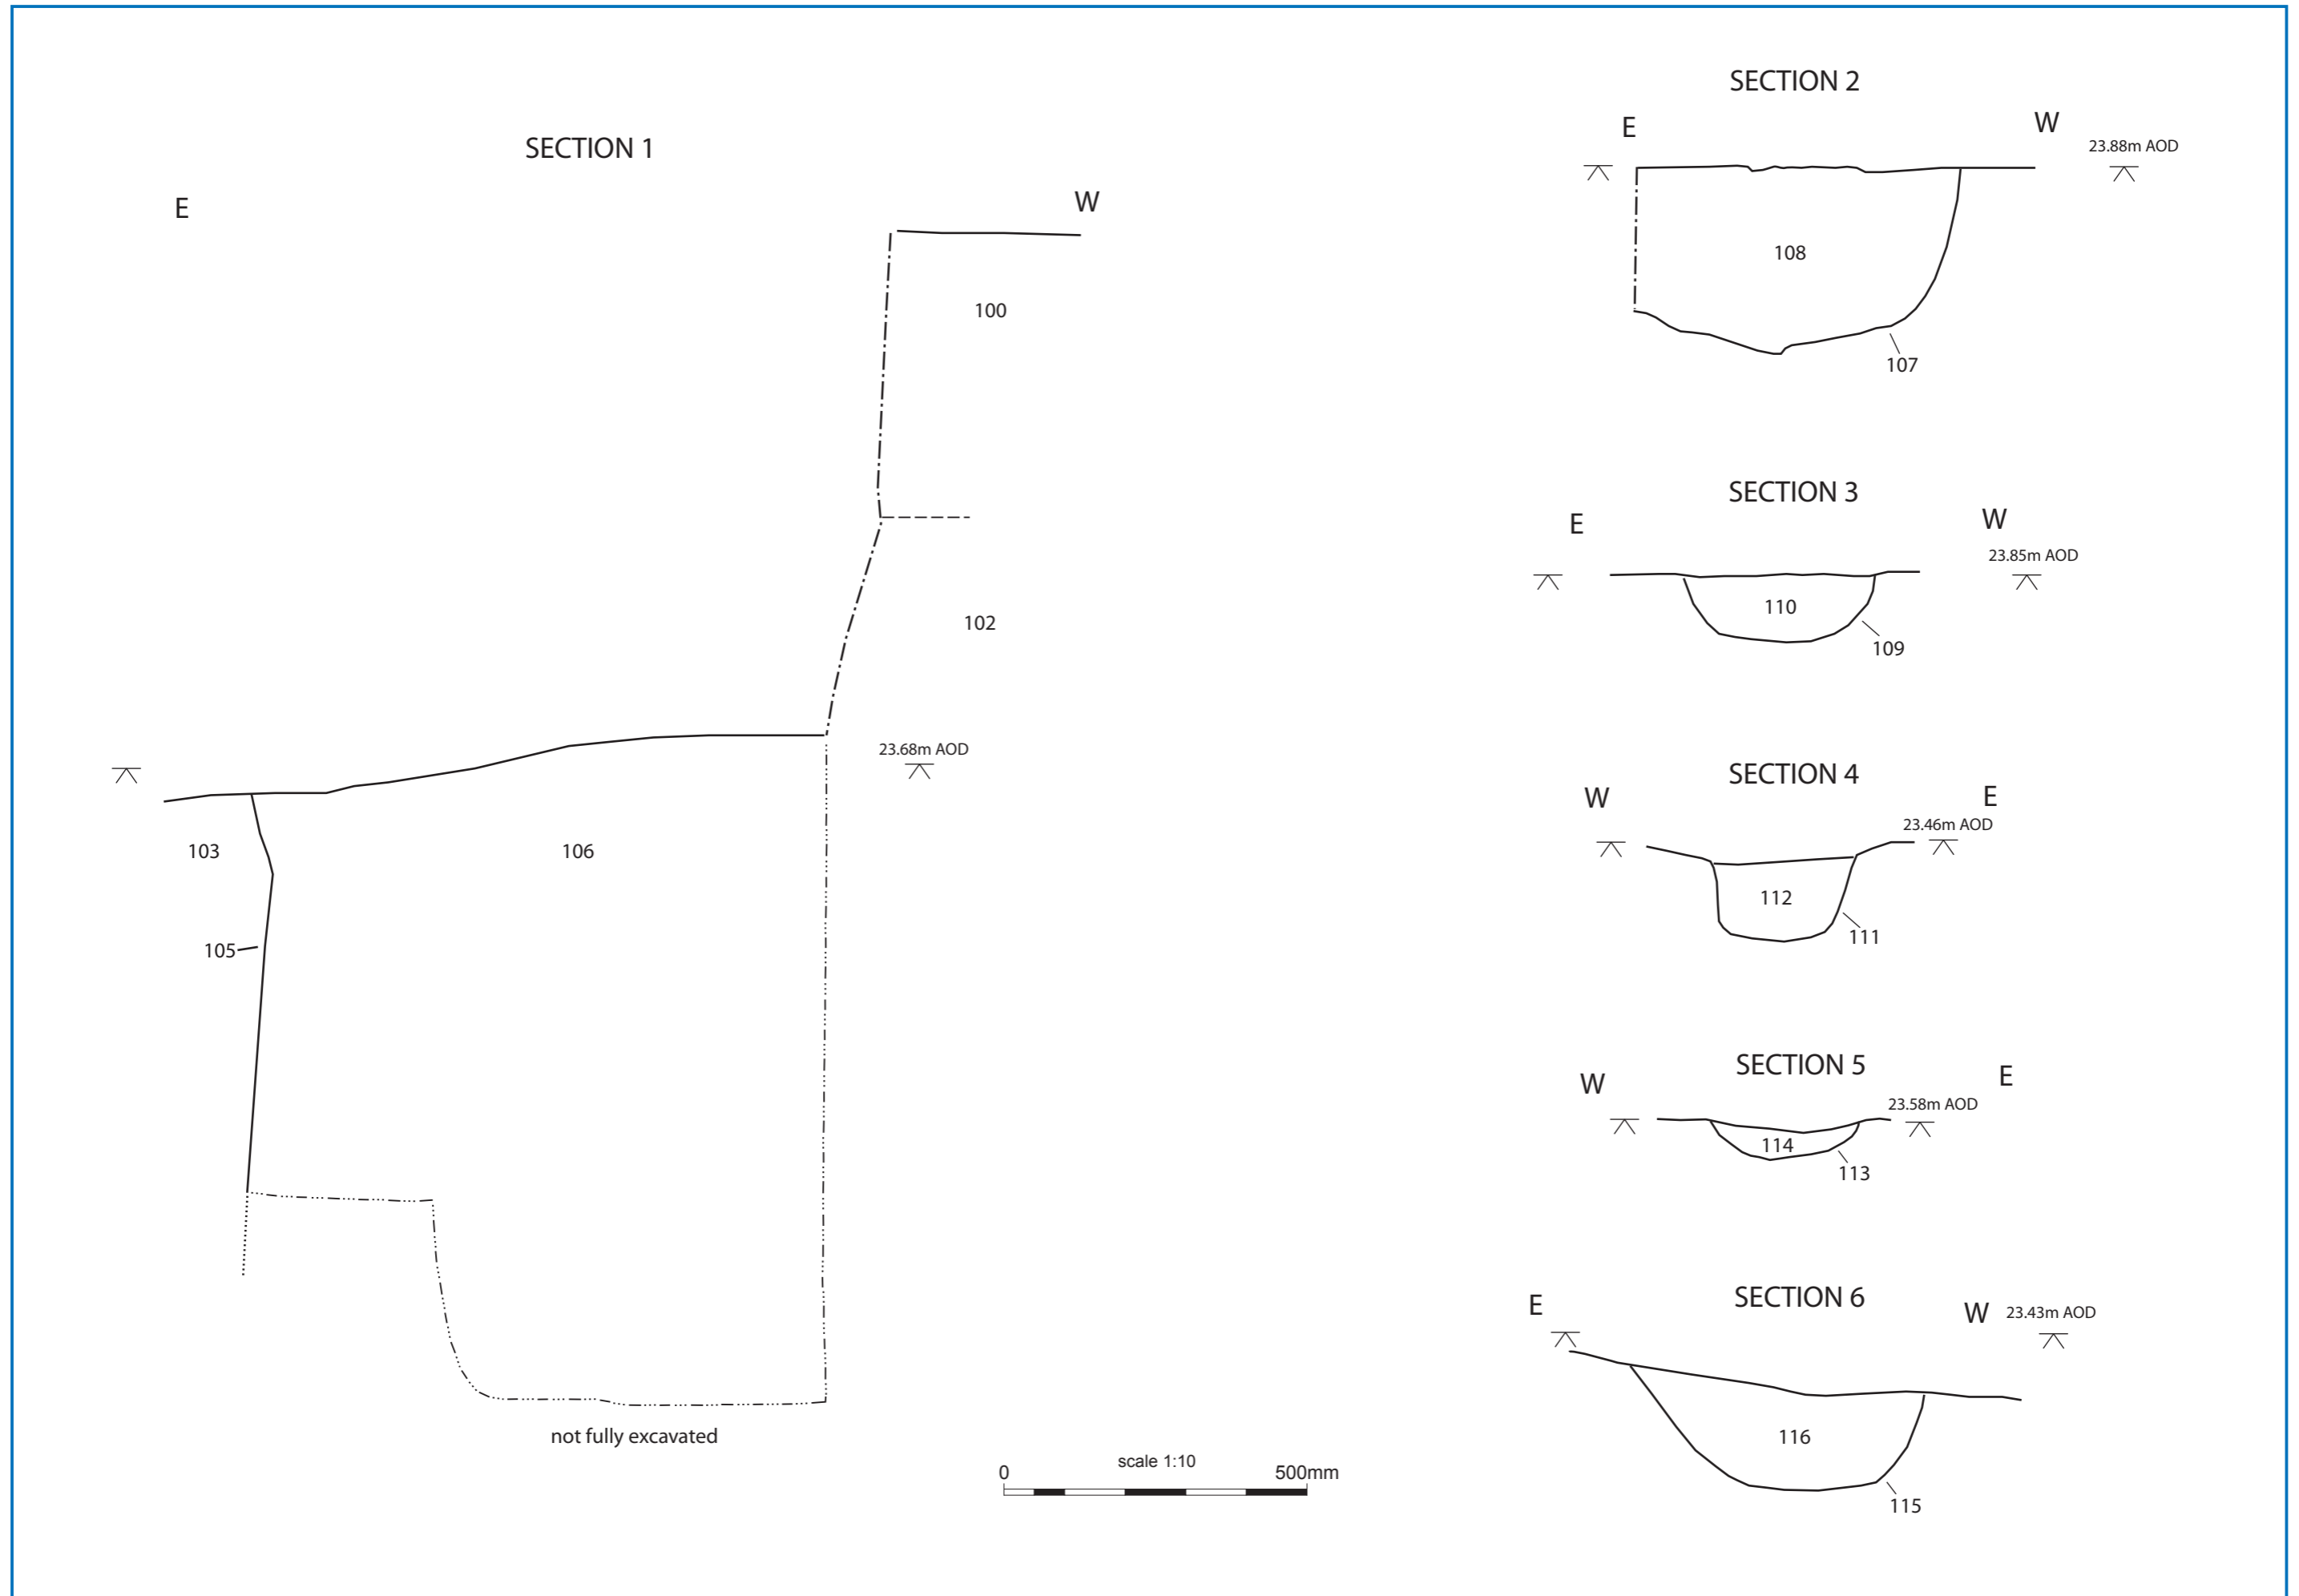 SECTION 1
E
W
100
102
23.68m AOD
103
106
105
not fully excavated
scale 1:10
0
500mm
SECTION 2
E
W
23.88m AOD
108
107
SECTION 3
E
W
23.85m AOD
110
109
SECTION 4
W
E
23.46m AOD
112
111
SECTION 5
W
E
23.58m AOD
114
113
SECTION 6
E
W
23.43m AOD
116
115